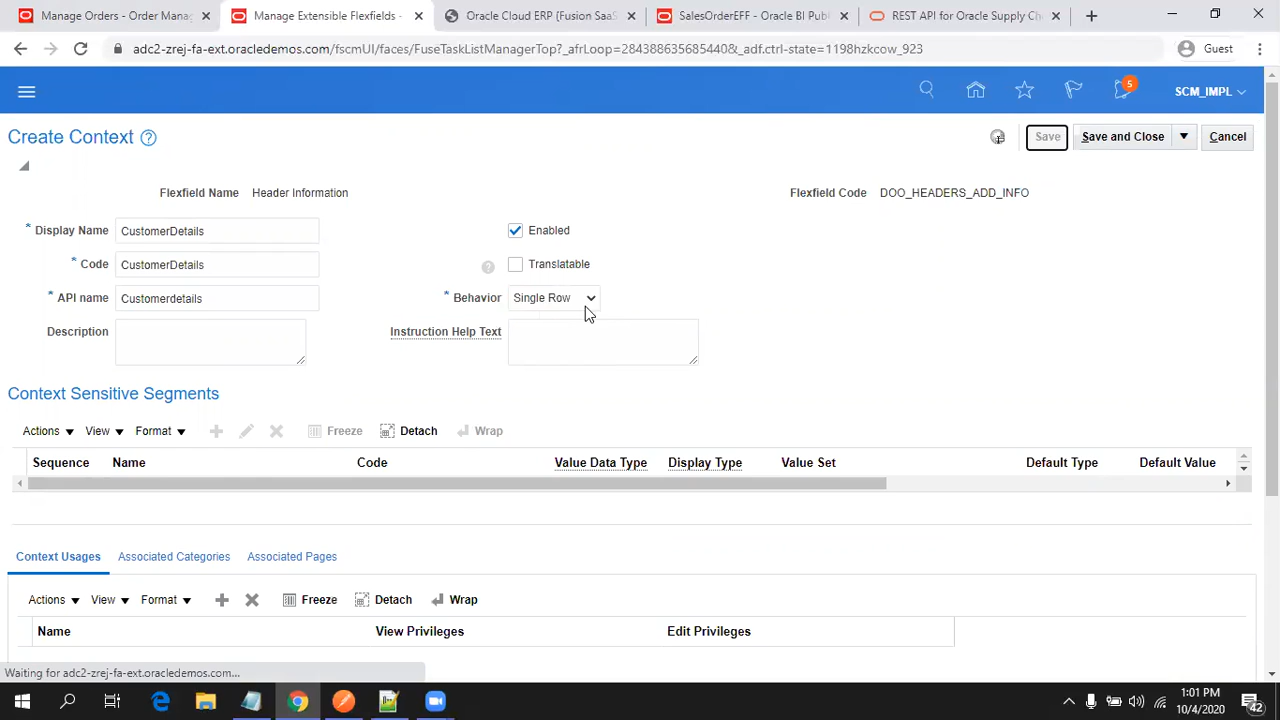 Manage Orders - Order Manag
Manage Extensible Flexfields -
Oracle Cloud ERP (Fusion SaaS
SalesOrderEFF - Oracle BI Publ
REST API for Oracle Supply Ch
adc2-zrej-fa-ext.oracledemos.com/fscmUI/faces/FuseTaskListManagerTop?_afrLoop=28438863568544​0&_adf.ctrl-state=1198hzkcow_923
Guest
5
SCM_IMPL
Create Context
Save
Save and Close
Cancel
Flexfield Name Header Information
Flexfield Code DOO_HEADERS_ADD_INFO
* Display Name CustomerDetails
Enabled
* Code CustomerDetails
Translatable
* API name Customerdetails
* Behavior Single Row
Description
Instruction Help Text
Context Sensitive Segments
Actions View Format Freeze Detach Wrap
Sequence Name Code Value Data Type Display Type Value Set Default Type Default Value
Context Usages Associated Categories Associated Pages
Actions View Format Freeze Detach Wrap
Name View Privileges Edit Privileges
Waiting for adc2-zrej-fa-ext.oracledemos.com...
1:01 PM
10/4/2020
42